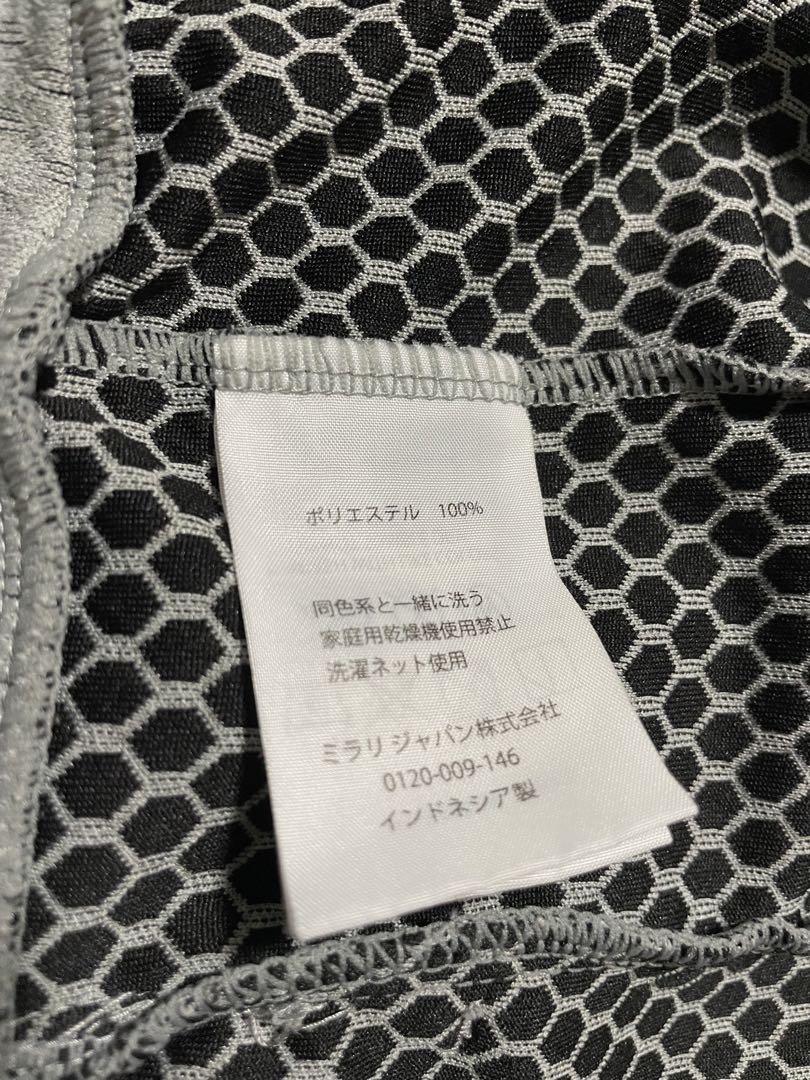 ポリエステル 100%
同色系と一緒に洗う
家庭用乾燥機使用禁止
洗濯ネット使用
ミラリ ジャパン株式会社
0120-009-146
インドネシア製